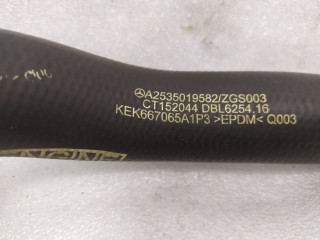 A2535019582/ZGS003
CT152044 DBL6254.16
KEK667065A1P3 >EPDM< Q003